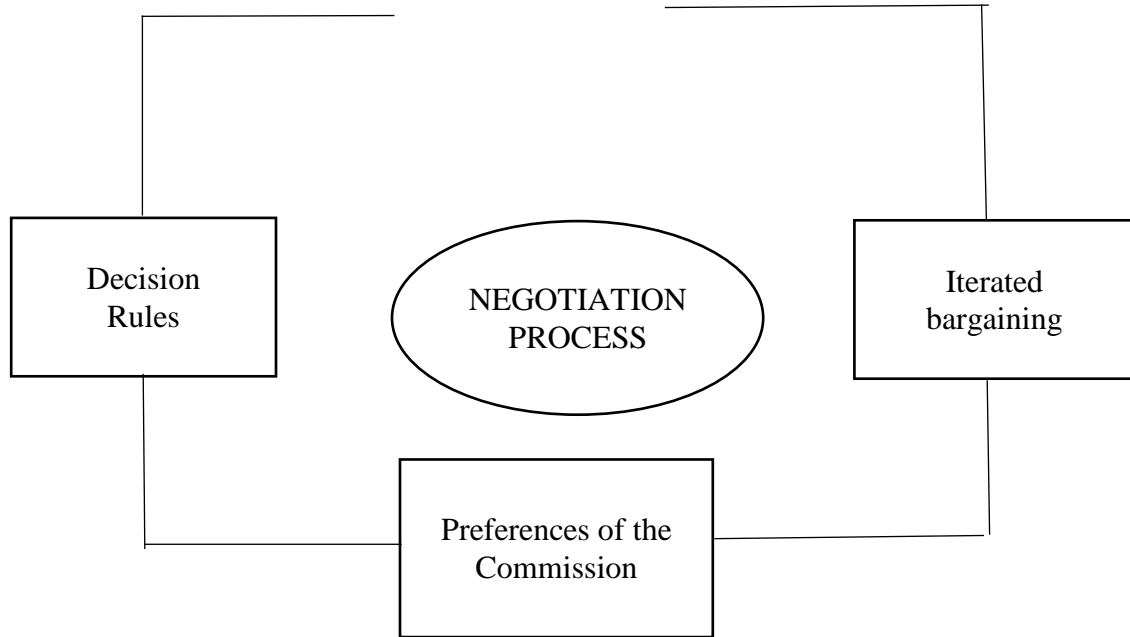 Decision
Rules
NEGOTIATION
PROCESS
Iterated
bargaining
Preferences of the
Commission